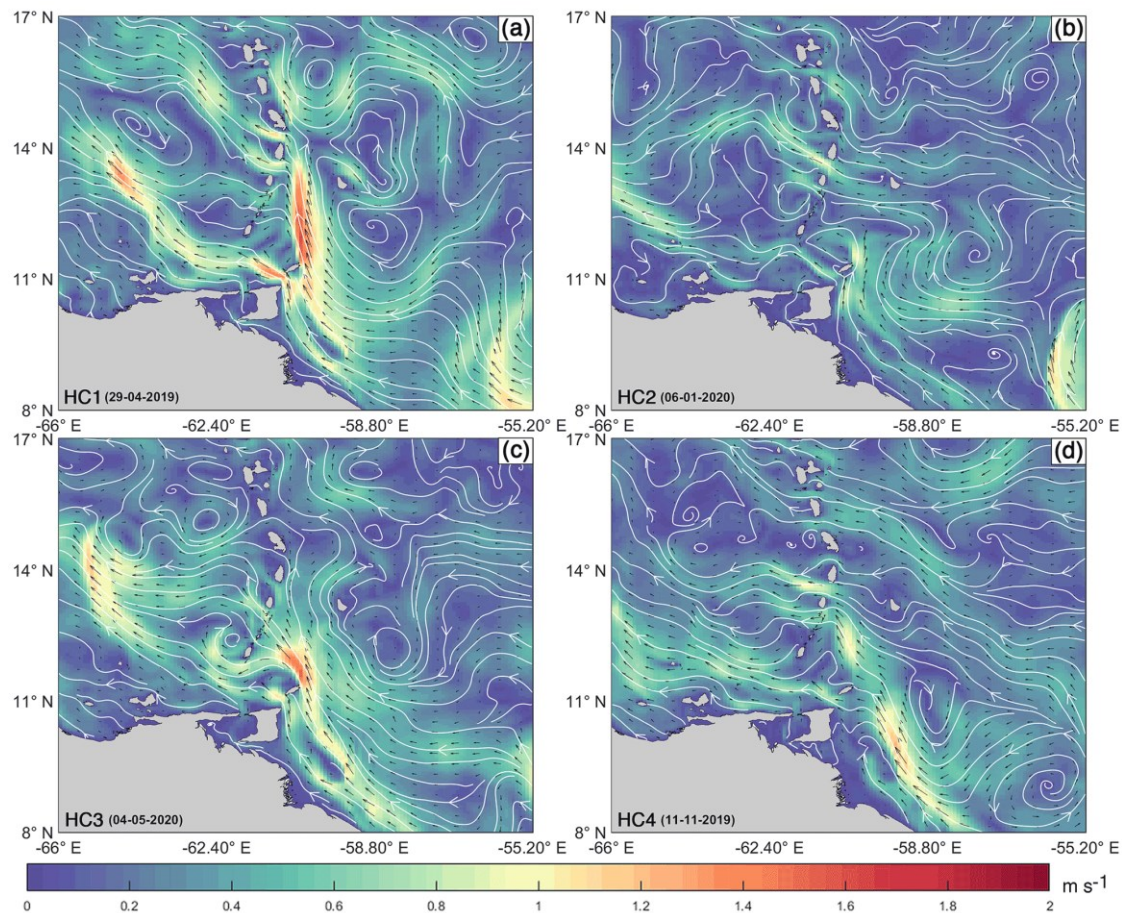 17° N
(a)
14° N
11° N
8° N
HC1 (29-04-2019)
-66° E
-62.40° E
-58.80° E
-55.20° E
17° N
(b)
14° N
11° N
8° N
HC2 (06-01-2020)
-66° E
-62.40° E
-58.80° E
-55.20° E
17° N
(c)
14° N
11° N
8° N
HC3 (04-05-2020)
-66° E
-62.40° E
-58.80° E
-55.20° E
17° N
(d)
14° N
11° N
8° N
HC4 (11-11-2019)
-66° E
-62.40° E
-58.80° E
-55.20° E
0 0.2 0.4 0.6 0.8 1 1.2 1.4 1.6 1.8 2
m s⁻¹